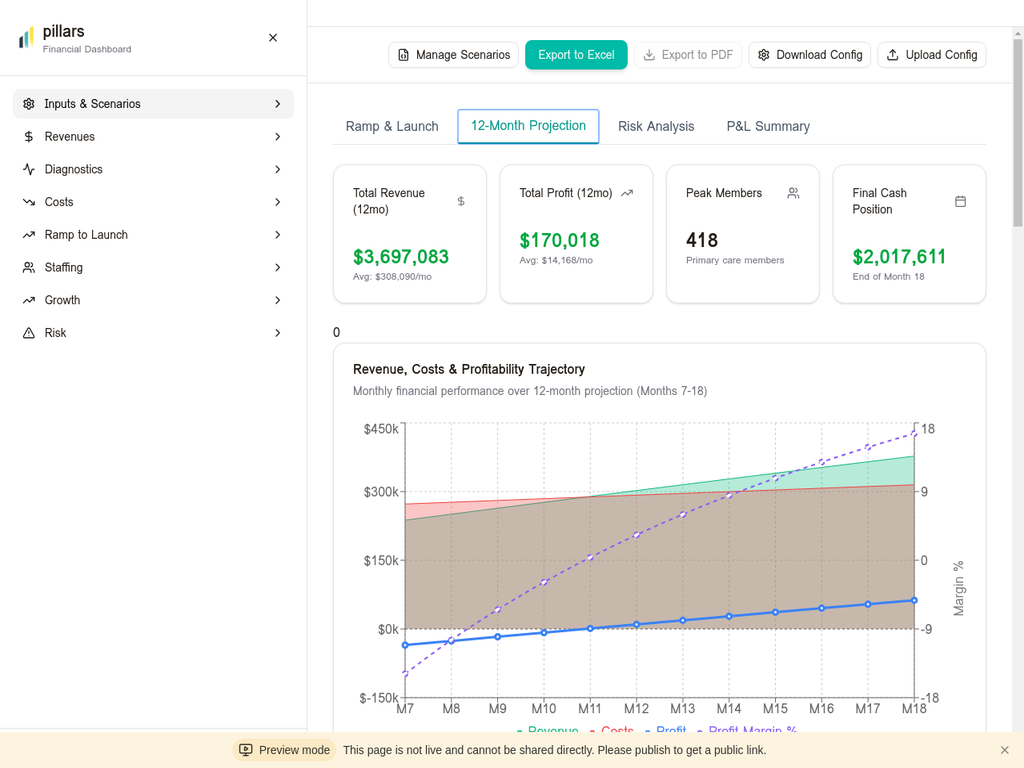 pillars
Financial Dashboard
Inputs & Scenarios
Revenues
Diagnostics
Costs
Ramp to Launch
Staffing
Growth
Risk
Manage Scenarios
Export to Excel
Export to PDF
Download Config
Upload Config
Ramp & Launch
12-Month Projection
Risk Analysis
P&L Summary
Total Revenue
(12mo)
$3,697,083
Avg: $308,090/mo
Total Profit (12mo)
$170,018
Avg: $14,168/mo
Peak Members
418
Primary care members
Final Cash
Position
$2,017,611
End of Month 18
0
Revenue, Costs & Profitability Trajectory
Monthly financial performance over 12-month projection (Months 7-18)
$450k
$300k
$150k
$0k
$-150k
18
9
0
-9
-18
Margin %
M7 M8 M9 M10 M11 M12 M13 M14 M15 M16 M17 M18
Revenue Costs Profit Profit Margin %
Preview mode
This page is not live and cannot be shared directly. Please publish to get a public link.